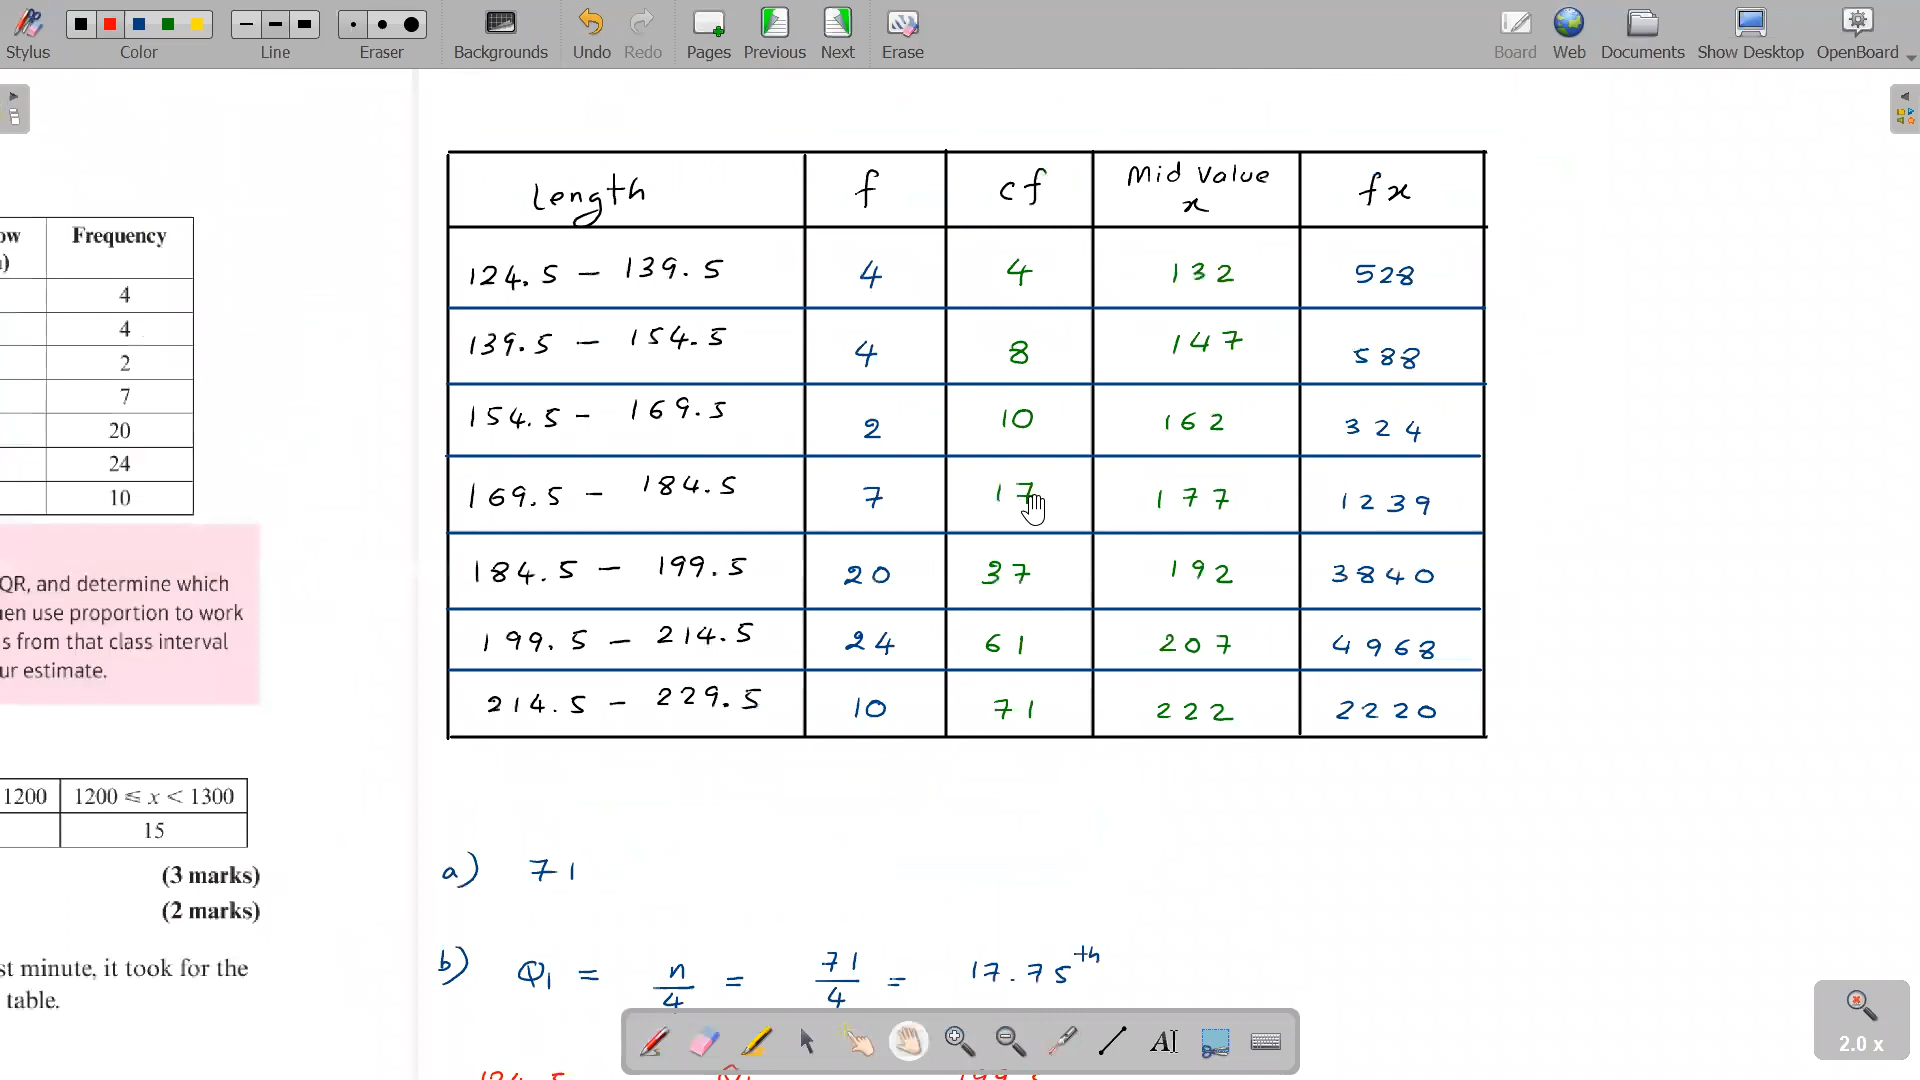 Stylus Color Line Eraser Backgrounds Undo Redo Pages Previous Next Erase Board Web Documents Show Desktop OpenBoard
Frequency
4
4
2
7
20
24
10
QR, and determine which
en use proportion to work
s from that class interval
ur estimate.
1200 1200 ⩽ x < 1300
15
(3 marks)
(2 marks)
st minute, it took for the
table.
Length f cf Mid Value x fx
124.5 - 139.5 4 4 132 528
139.5 - 154.5 4 8 147 588
154.5 - 169.5 2 10 162 324
169.5 - 184.5 7 17 177 1239
184.5 - 199.5 20 37 192 3840
199.5 - 214.5 24 61 207 4968
214.5 - 229.5 10 71 222 2220
a) 71
b) Q1 = n/4 = 71/4 = 17.75th
2.0 x